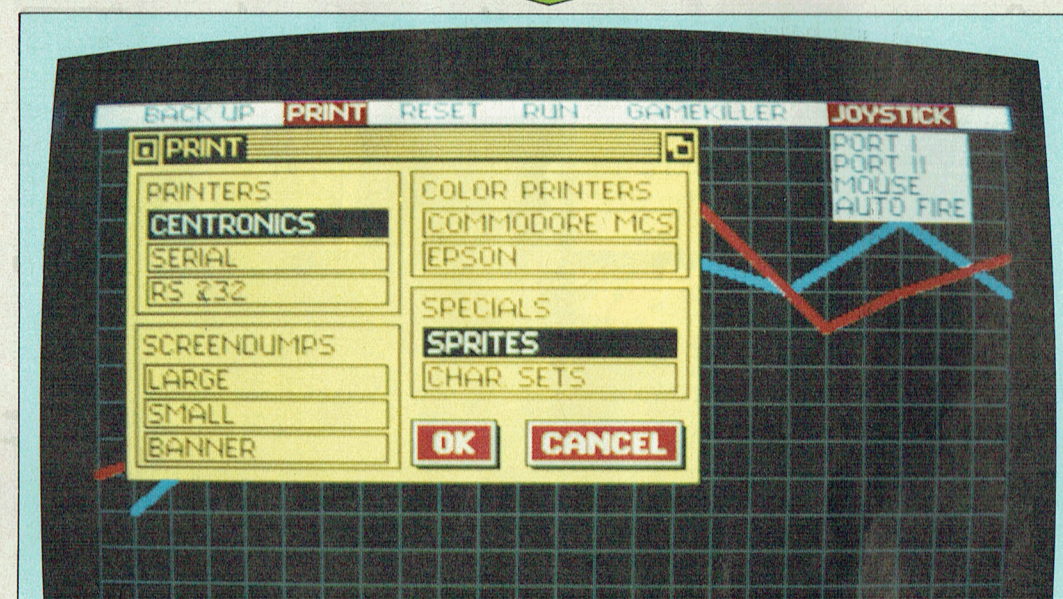 BACK UP PRINT RESET RUN GAMEKILLER JOYSTICK
PRINT
PRINTERS
CENTRONICS
SERIAL
RS 232
SCREENDUMPS
LARGE
SMALL
BANNER
COLOR PRINTERS
COMMODORE MCS
EPSON
SPECIALS
SPRITES
CHAR. SETS
OK CANCEL
PORT I
PORT II
MOUSE
AUTO FIRE